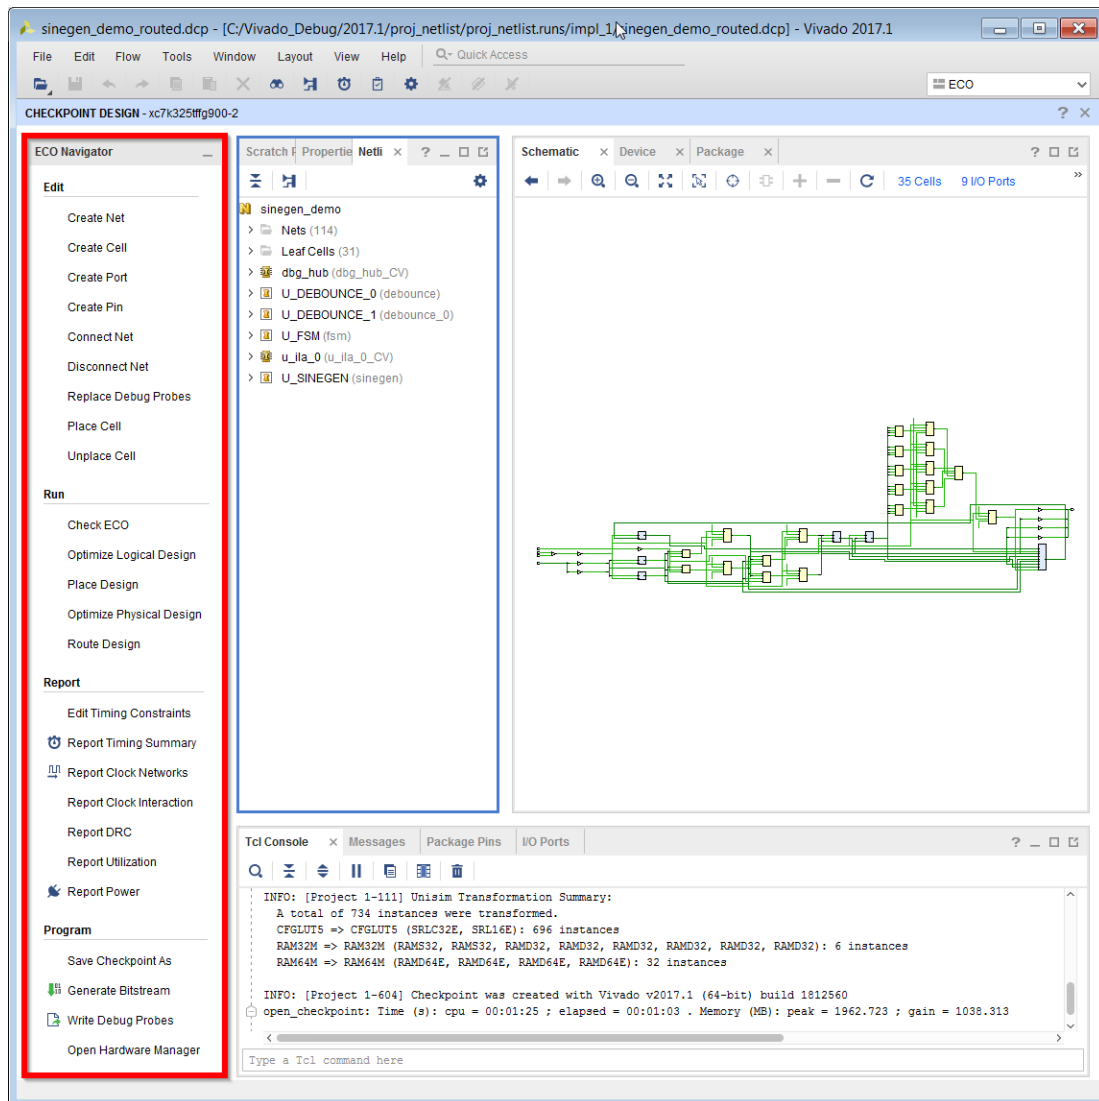 sinegen_demo_routed.dcp - [C:/Vivado_Debug/2017.1/proj_netlist/proj_netlist.runs/impl_1/sinegen_demo_routed.dcp] - Vivado 2017.1
File Edit Flow Tools Window Layout View Help Quick Access
ECO
CHECKPOINT DESIGN - xc7k325tffg900-2
ECO Navigator
Edit
Create Net
Create Cell
Create Port
Create Pin
Connect Net
Disconnect Net
Replace Debug Probes
Place Cell
Unplace Cell
Run
Check ECO
Optimize Logical Design
Place Design
Optimize Physical Design
Route Design
Report
Edit Timing Constraints
Report Timing Summary
Report Clock Networks
Report Clock Interaction
Report DRC
Report Utilization
Report Power
Program
Save Checkpoint As
Generate Bitstream
Write Debug Probes
Open Hardware Manager
Scratch Propertie Netli
sinegen_demo
Nets (114)
Leaf Cells (31)
dbg_hub (dbg_hub_CV)
U_DEBOUNCE_0 (debounce)
U_DEBOUNCE_1 (debounce_0)
U_FSM (fsm)
u_ila_0 (u_ila_0_CV)
U_SINEGEN (sinegen)
Schematic Device Package
35 Cells 9 I/O Ports
Tcl Console Messages Package Pins I/O Ports
INFO: [Project 1-111] Unisim Transformation Summary:
A total of 734 instances were transformed.
CFGLUT5 => CFGLUT5 (SRLC32E, SRL16E): 696 instances
RAM32M => RAM32M (RAMS32, RAMS32, RAMD32, RAMD32, RAMD32, RAMD32, RAMD32, RAMD32): 6 instances
RAM64M => RAM64M (RAMD64E, RAMD64E, RAMD64E, RAMD64E): 32 instances
INFO: [Project 1-604] Checkpoint was created with Vivado v2017.1 (64-bit) build 1812560
open_checkpoint: Time (s): cpu = 00:01:25 ; elapsed = 00:01:03 . Memory (MB): peak = 1962.723 ; gain = 1038.313
Type a Tcl command here